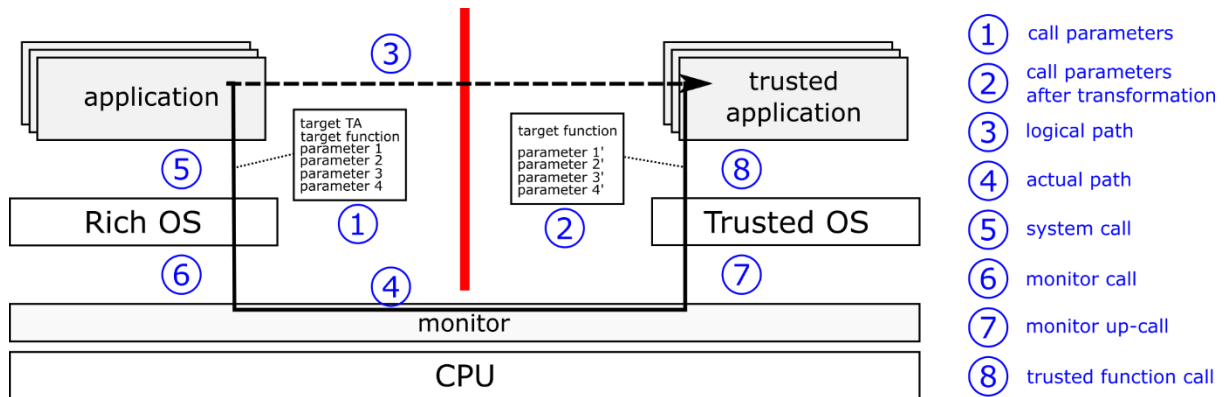 application
3
trusted
application
target TA
target function
parameter 1
parameter 2
parameter 3
parameter 4
target function
parameter 1'
parameter 2'
parameter 3'
parameter 4'
5
8
1
2
Rich OS
Trusted OS
6
4
7
monitor
CPU
1 call parameters
2 call parameters
after transformation
3 logical path
4 actual path
5 system call
6 monitor call
7 monitor up-call
8 trusted function call